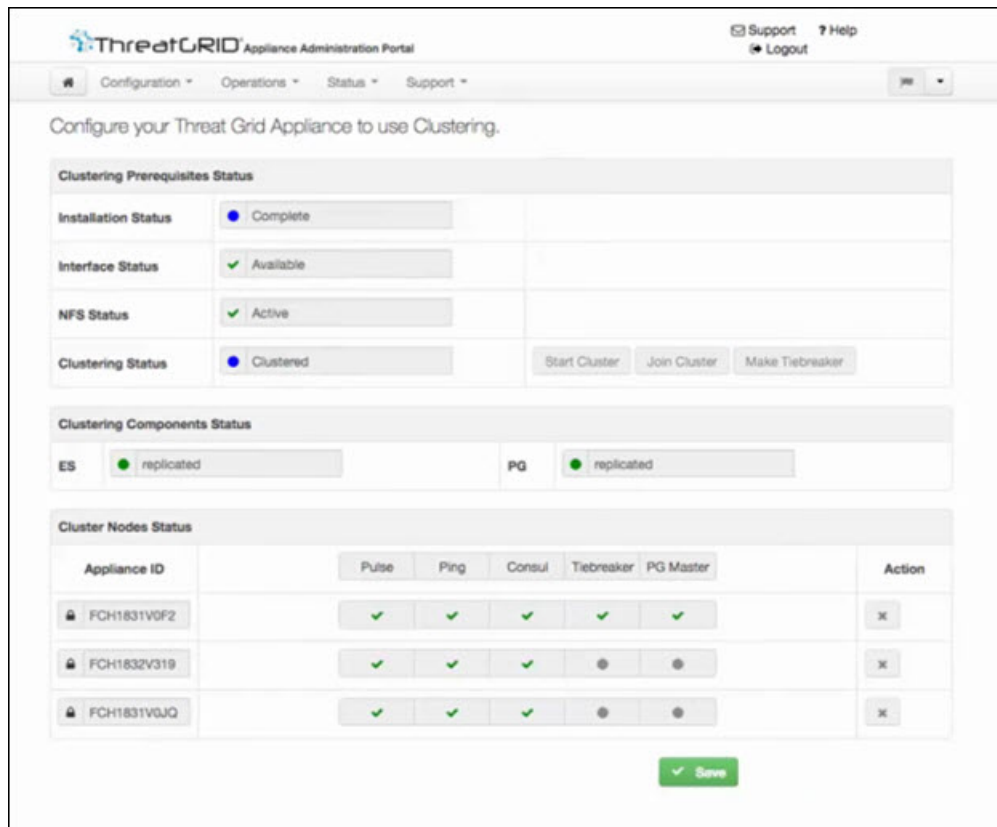 Support ? Help
ThreatGRID Appliance Administration Portal
Logout
Configuration Operations Status Support
Configure your Threat Grid Appliance to use Clustering.
Clustering Prerequisites Status
Installation Status Complete
Interface Status Available
NFS Status Active
Clustering Status Clustered Start Cluster Join Cluster Make Tiebreaker
Clustering Components Status
ES replicated PG replicated
Cluster Nodes Status
Appliance ID Pulse Ping Consul Tiebreaker PG Master Action
FCH1831V0F2
FCH1832V319
FCH1831V0JQ
Save